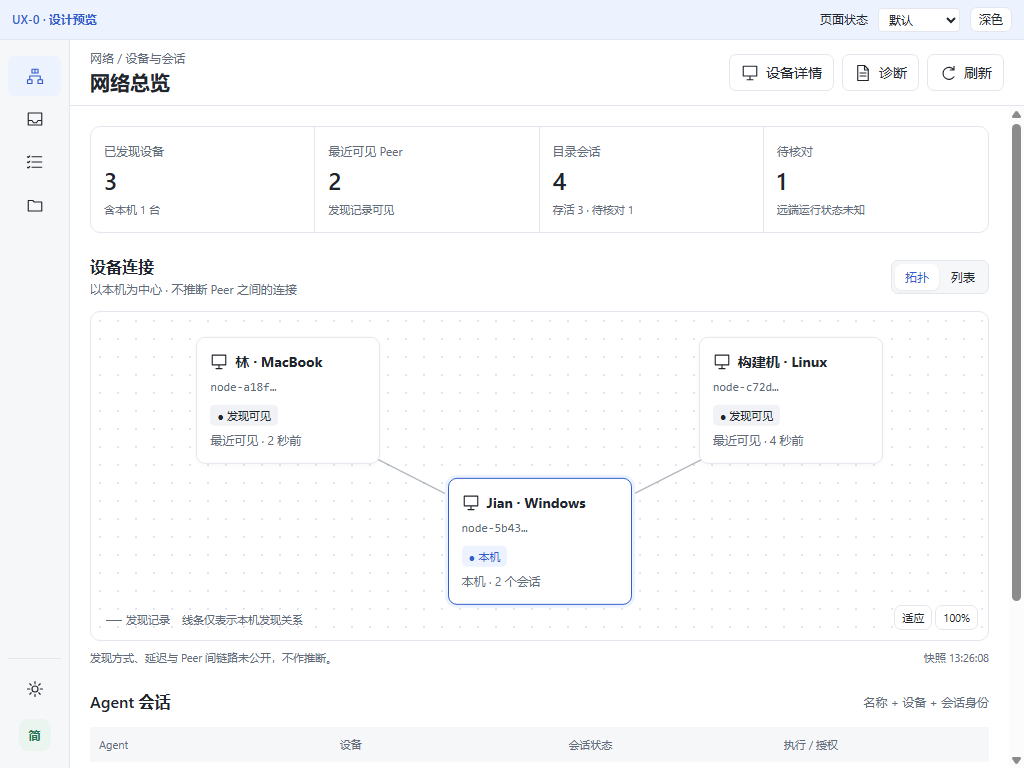 UX-0 · 设计预览
页面状态 默认 深色
网络 / 设备与会话
网络总览
设备详情 诊断 刷新
已发现设备 最近可见 Peer 目录会话 待核对
3 2 4 1
含本机 1 台 发现记录可见 存活 3 · 待核对 1 远端运行状态未知
设备连接
以本机为中心 · 不推断 Peer 之间的连接
拓扑 列表
林 · MacBook
node-a18f…
发现可见
最近可见 · 2 秒前
构建机 · Linux
node-c72d…
发现可见
最近可见 · 4 秒前
Jian · Windows
node-5b43…
本机
本机 · 2 个会话
发现记录 线条仅表示本机发现关系
适应 100%
发现方式、延迟与 Peer 间链路未公开，不作推断。
快照 13:26:08
Agent 会话
名称 + 设备 + 会话身份
Agent 设备 会话状态 执行 / 授权
简